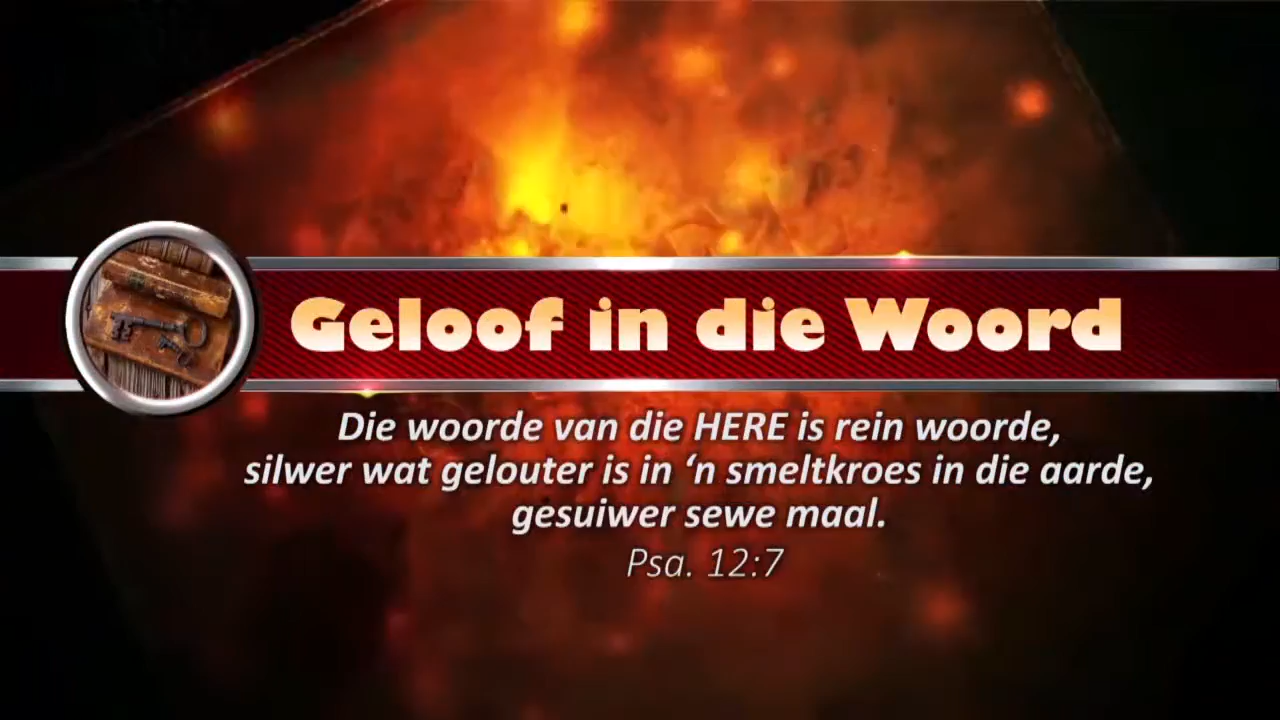 Geloof in die Woord
Die woorde van die HERE is rein woorde,
silwer wat gelouter is in ‘n smeltkroes in die aarde,
gesuiwer sewe maal.
Psa. 12:7